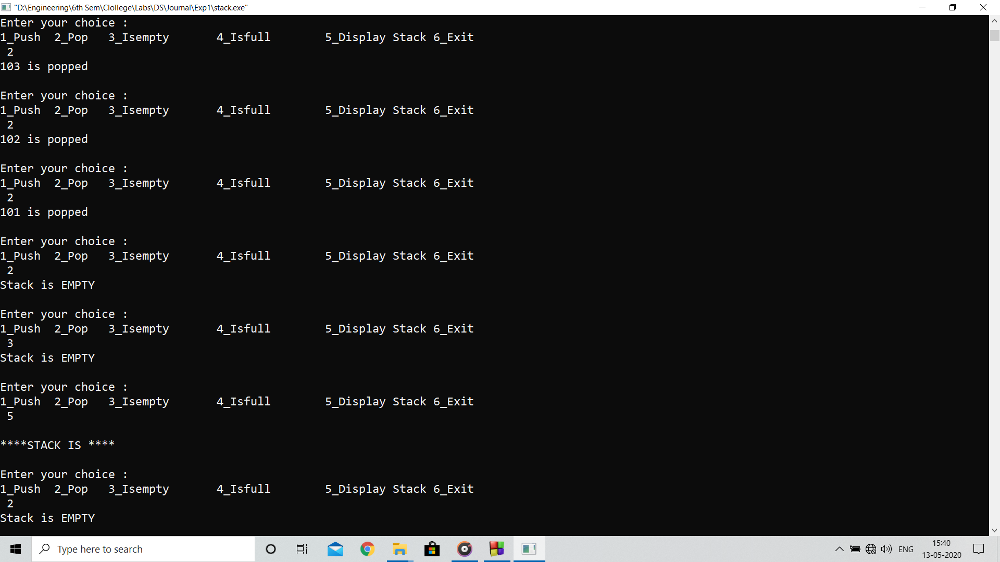 "D:\Engineering\6th Sem\Clollege\Labs\DS\Journal\Exp1\stack.exe"
Enter your choice :
1_Push  2_Pop   3_Isempty       4_Isfull        5_Display Stack 6_Exit
 2
103 is popped

Enter your choice :
1_Push  2_Pop   3_Isempty       4_Isfull        5_Display Stack 6_Exit
 2
102 is popped

Enter your choice :
1_Push  2_Pop   3_Isempty       4_Isfull        5_Display Stack 6_Exit
 2
101 is popped

Enter your choice :
1_Push  2_Pop   3_Isempty       4_Isfull        5_Display Stack 6_Exit
 2
Stack is EMPTY

Enter your choice :
1_Push  2_Pop   3_Isempty       4_Isfull        5_Display Stack 6_Exit
 3
Stack is EMPTY

Enter your choice :
1_Push  2_Pop   3_Isempty       4_Isfull        5_Display Stack 6_Exit
 5

****STACK IS ****

Enter your choice :
1_Push  2_Pop   3_Isempty       4_Isfull        5_Display Stack 6_Exit
 2
Stack is EMPTY
Type here to search
ENG
15:40
13-05-2020